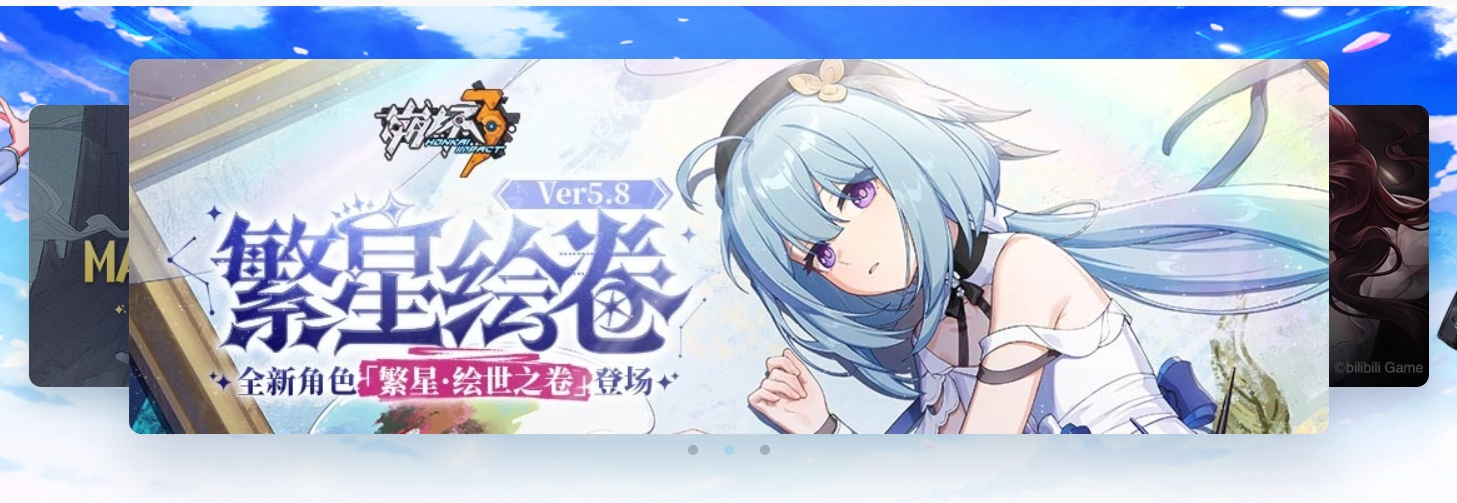 崩坏3
HONKAI
IMPACT
Ver5.8
繁星绘卷
全新角色「繁星·绘世之卷」登场
MA
©bilibili Game